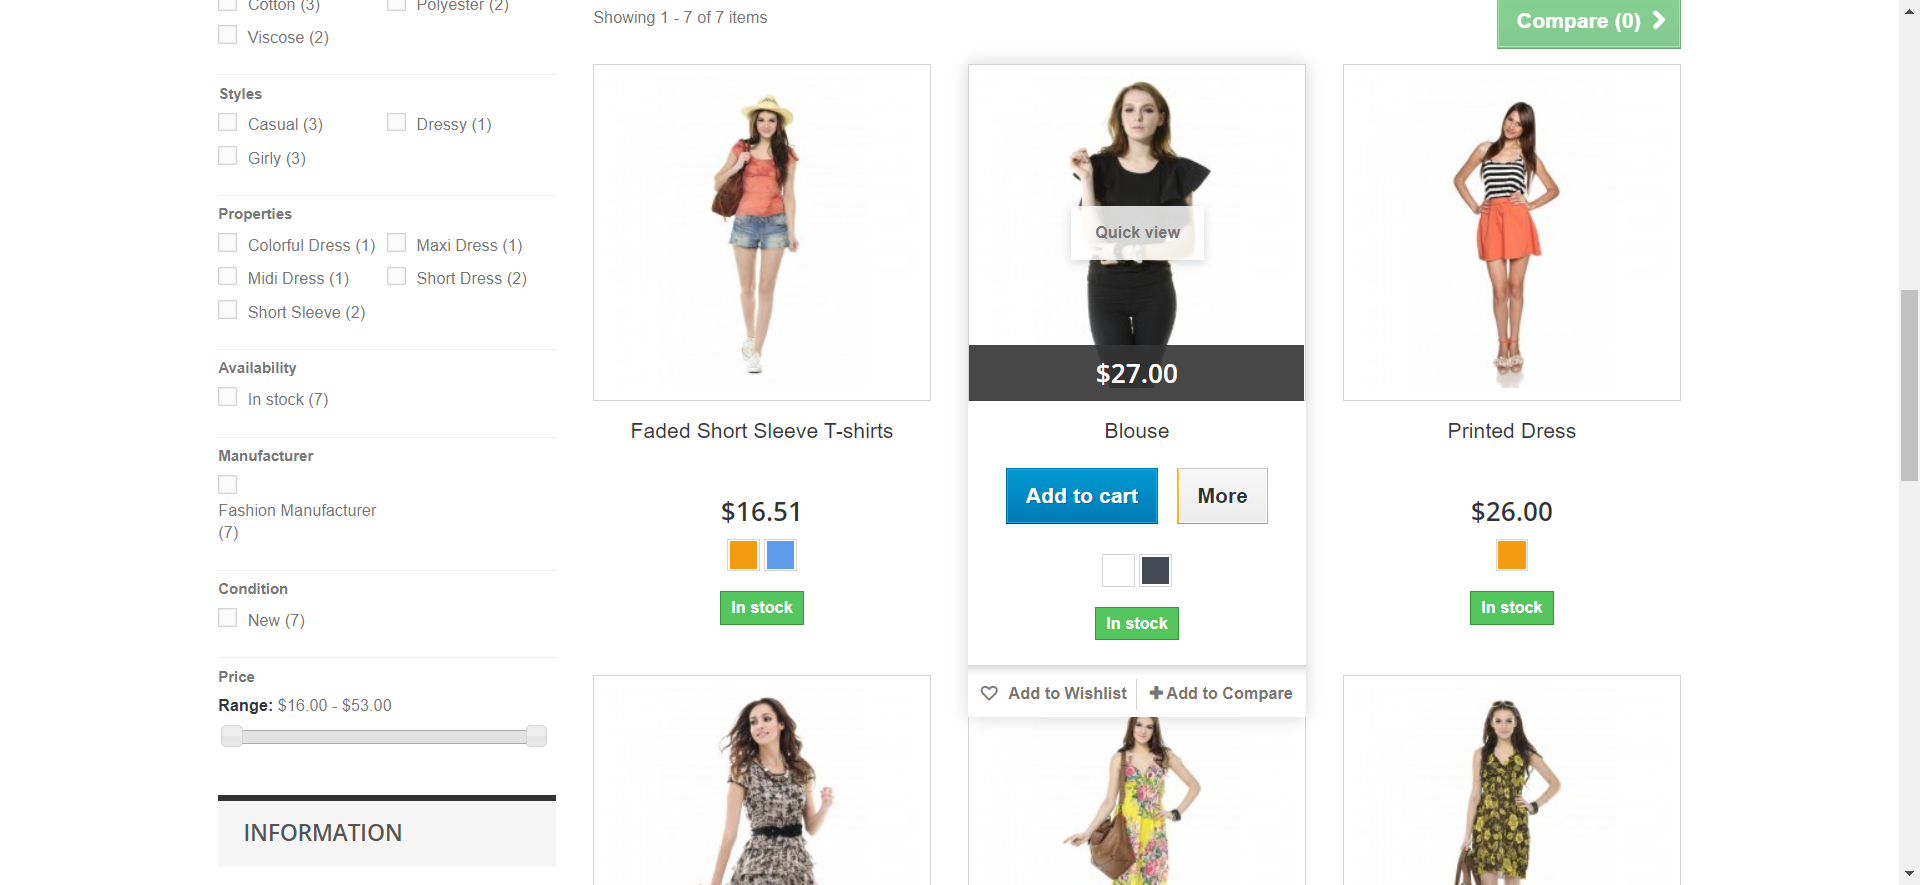 Cotton (3)
Polyester (2)
Viscose (2)
Styles
Casual (3)
Dressy (1)
Girly (3)
Properties
Colorful Dress (1)
Maxi Dress (1)
Midi Dress (1)
Short Dress (2)
Short Sleeve (2)
Availability
In stock (7)
Manufacturer
Fashion Manufacturer
(7)
Condition
New (7)
Price
Range: $16.00 - $53.00
INFORMATION
Showing 1 - 7 of 7 items
Compare (0)
Faded Short Sleeve T-shirts
$16.51
In stock
Quick view
$27.00
Blouse
Add to cart
More
In stock
Add to Wishlist
Add to Compare
Printed Dress
$26.00
In stock